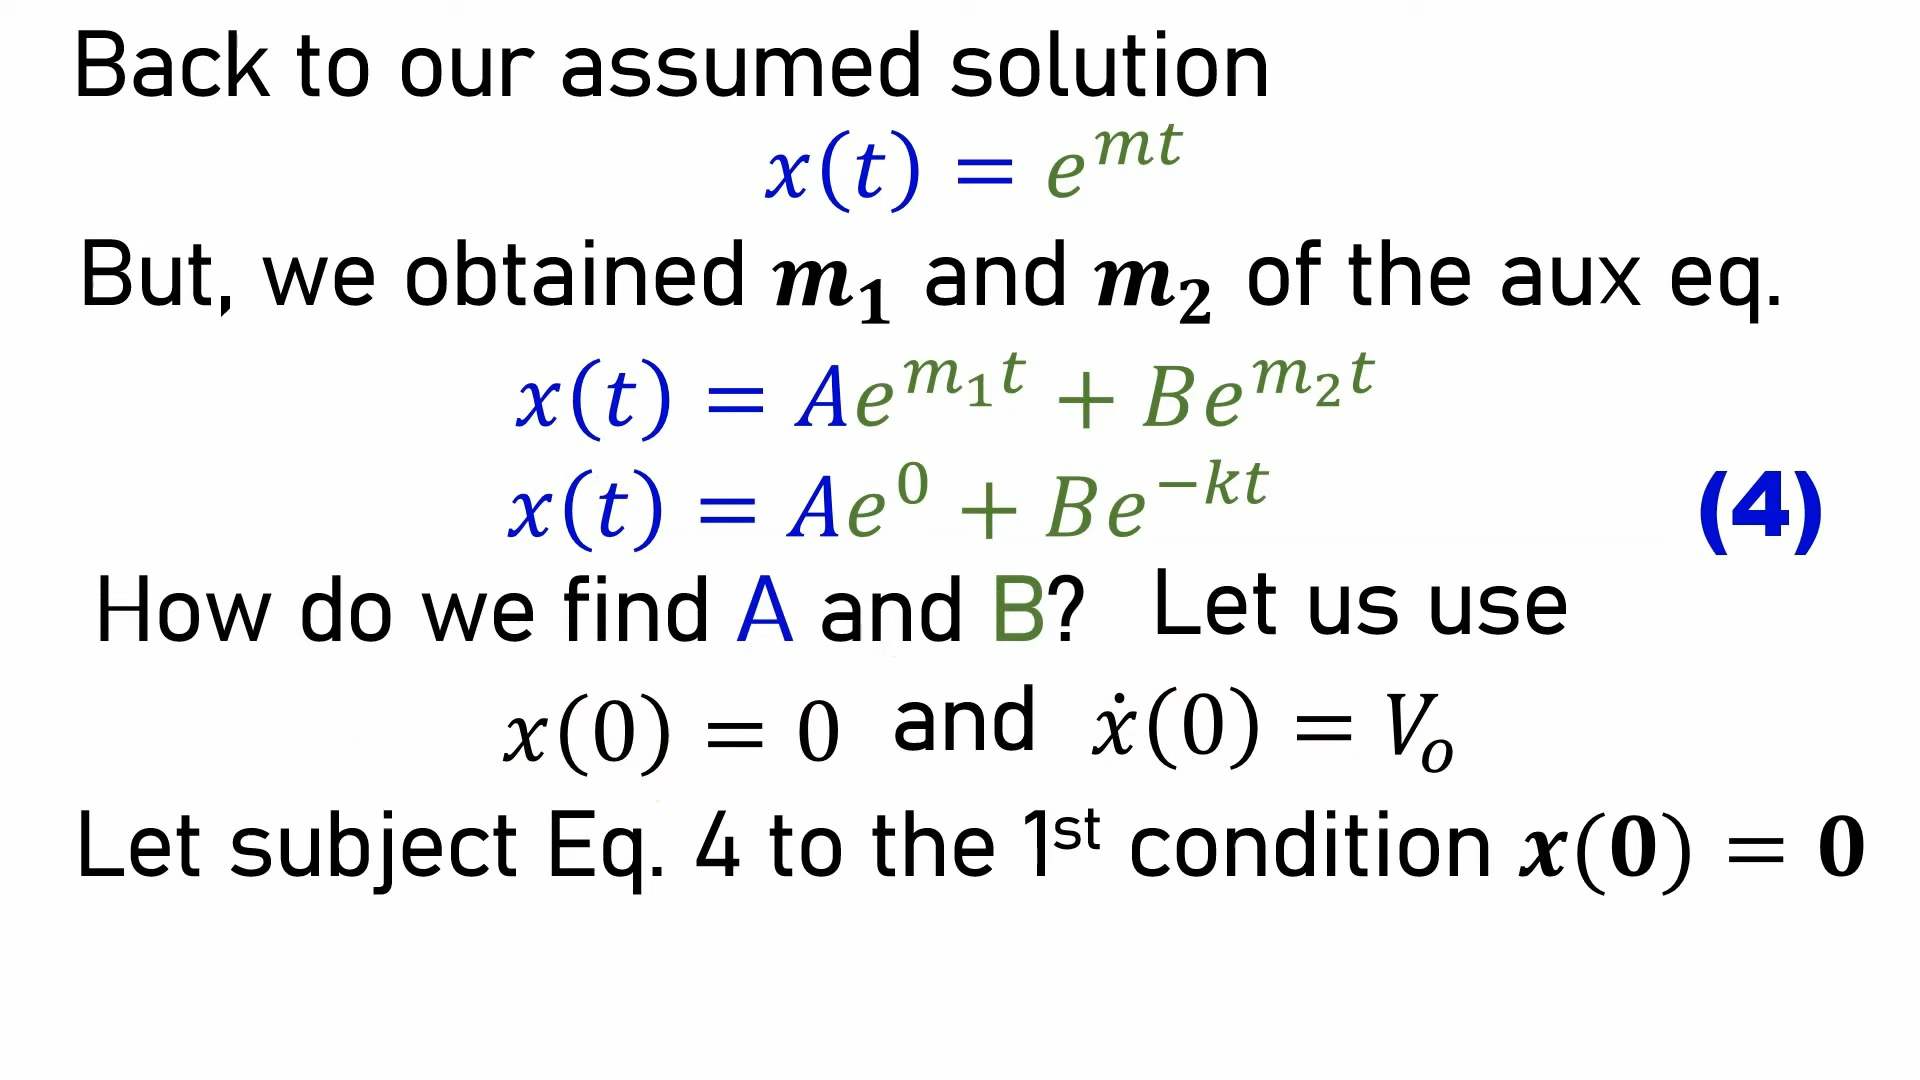 Back to our assumed solution
x(t) = e^{mt}
But, we obtained m₁ and m₂ of the aux eq.
x(t) = Ae^{m₁t} + Be^{m₂t}
x(t) = Ae^0 + Be^{-kt} (4)
How do we find A and B? Let us use
x(0) = 0 and ẋ(0) = V_o
Let subject Eq. 4 to the 1st condition x(0) = 0